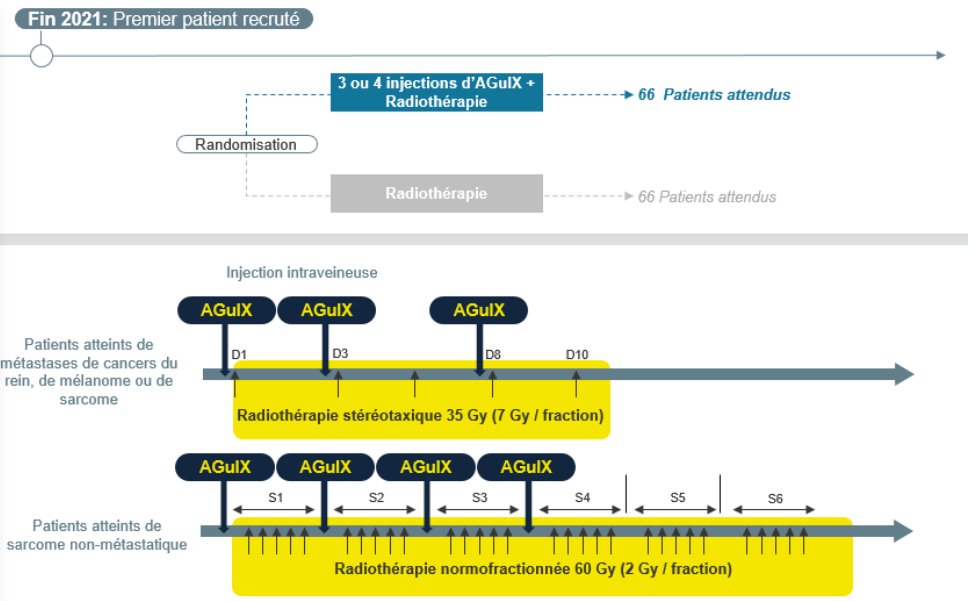 Fin 2021: Premier patient recruté
3 ou 4 injections d'AGuIX +
Radiothérapie
66 Patients attendus
Randomisation
Radiothérapie
66 Patients attendus
Injection intraveineuse
AGuIX AGuIX AGuIX
Patients atteints de
métastases de cancers du
rein, de mélanome ou de
sarcome
D1 D3 D8 D10
Radiothérapie stéréotaxique 35 Gy (7 Gy / fraction)
AGuIX AGuIX AGuIX AGuIX
S1 S2 S3 S4 S5 S6
Patients atteints de
sarcome non-métastatique
Radiothérapie normofractionnée 60 Gy (2 Gy / fraction)